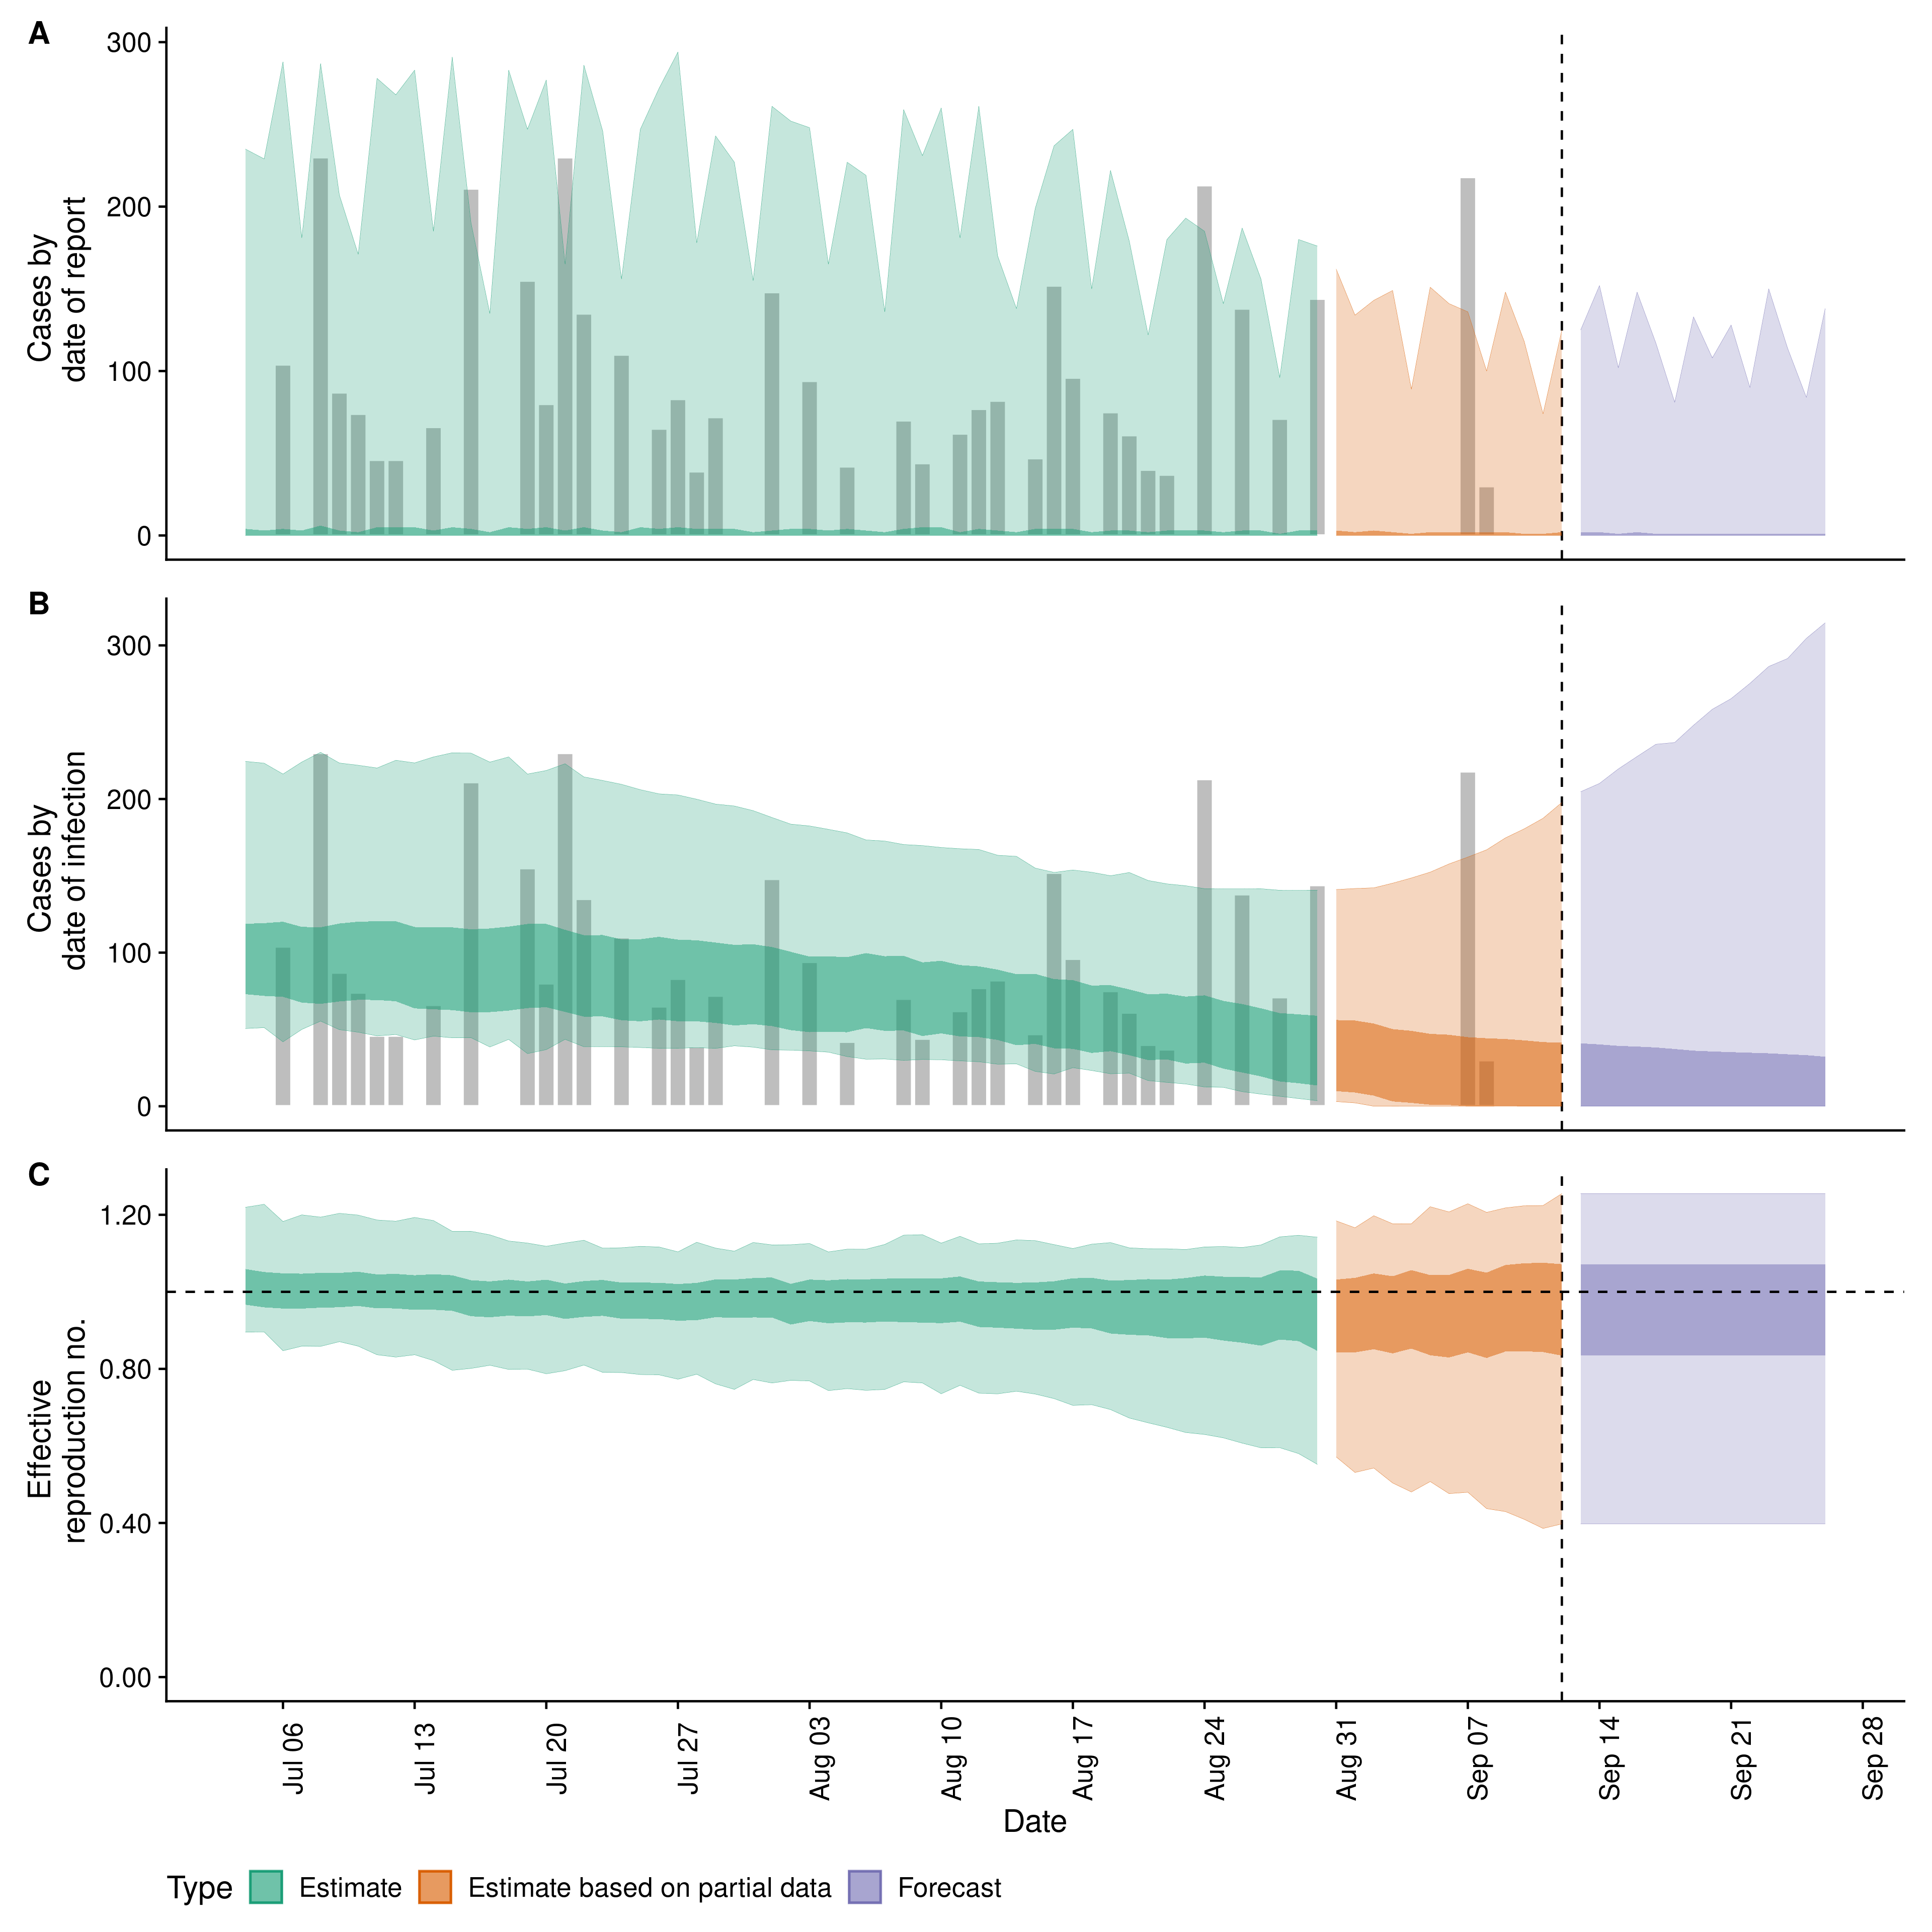 A
300
200
100
0
Cases by
date of report
B
300
200
100
0
Cases by
date of infection
C
1.20
0.80
0.40
0.00
Effective
reproduction no.
Jul 06
Jul 13
Jul 20
Jul 27
Aug 03
Aug 10
Aug 17
Aug 24
Aug 31
Sep 07
Sep 14
Sep 21
Sep 28
Date
Type Estimate Estimate based on partial data Forecast